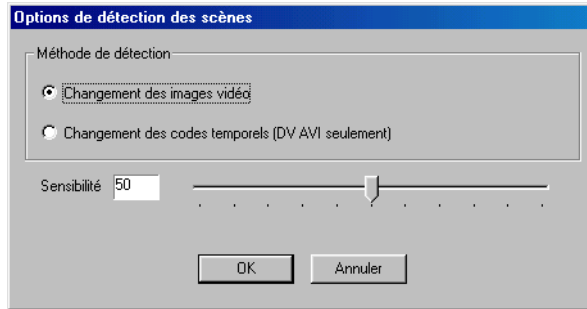 Options de détection des scènes
Méthode de détection
Changement des images vidéo
Changement des codes temporels (DV AVI seulement)
Sensibilité 50
OK Annuler